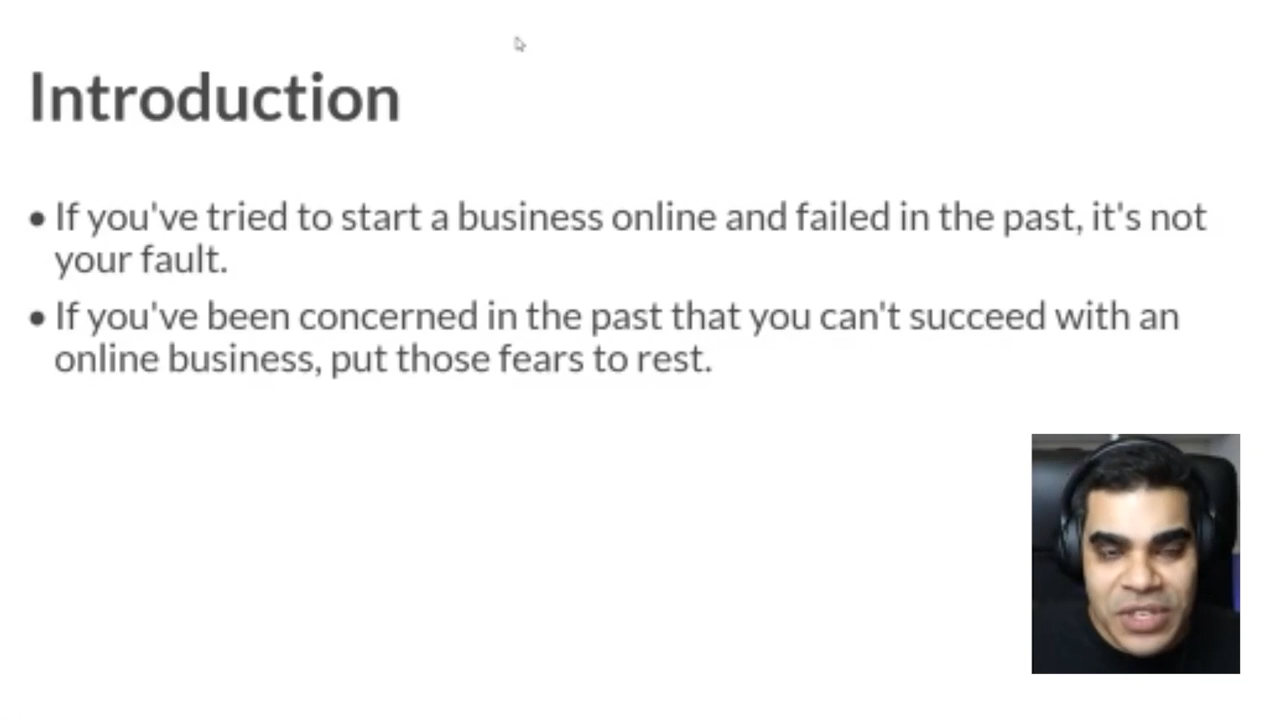 Introduction
• If you've tried to start a business online and failed in the past, it's not
your fault.
• If you've been concerned in the past that you can't succeed with an
online business, put those fears to rest.